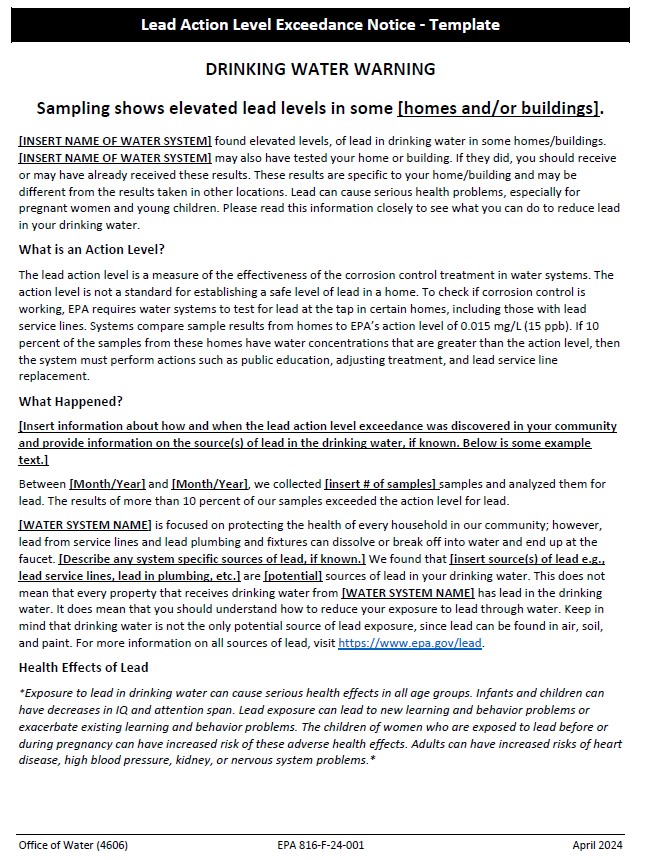 Lead Action Level Exceedance Notice - Template
DRINKING WATER WARNING
Sampling shows elevated lead levels in some [homes and/or buildings].
[INSERT NAME OF WATER SYSTEM] found elevated levels, of lead in drinking water in some homes/buildings.
[INSERT NAME OF WATER SYSTEM] may also have tested your home or building. If they did, you should receive
or may have already received these results. These results are specific to your home/building and may be
different from the results taken in other locations. Lead can cause serious health problems, especially for
pregnant women and young children. Please read this information closely to see what you can do to reduce lead
in your drinking water.
What is an Action Level?
The lead action level is a measure of the effectiveness of the corrosion control treatment in water systems. The
action level is not a standard for establishing a safe level of lead in a home. To check if corrosion control is
working, EPA requires water systems to test for lead at the tap in certain homes, including those with lead
service lines. Systems compare sample results from homes to EPA's action level of 0.015 mg/L (15 ppb). If 10
percent of the samples from these homes have water concentrations that are greater than the action level, then
the system must perform actions such as public education, adjusting treatment, and lead service line
replacement.
What Happened?
[Insert information about how and when the lead action level exceedance was discovered in your community
and provide information on the source(s) of lead in the drinking water, if known. Below is some example
text.]
Between [Month/Year] and [Month/Year], we collected [insert # of samples] samples and analyzed them for
lead. The results of more than 10 percent of our samples exceeded the action level for lead.
[WATER SYSTEM NAME] is focused on protecting the health of every household in our community; however,
lead from service lines and lead plumbing and fixtures can dissolve or break off into water and end up at the
faucet. [Describe any system specific sources of lead, if known.] We found that [insert source(s) of lead e.g.,
lead service lines, lead in plumbing, etc.] are [potential] sources of lead in your drinking water. This does not
mean that every property that receives drinking water from [WATER SYSTEM NAME] has lead in the drinking
water. It does mean that you should understand how to reduce your exposure to lead through water. Keep in
mind that drinking water is not the only potential source of lead exposure, since lead can be found in air, soil,
and paint. For more information on all sources of lead, visit https://www.epa.gov/lead.
Health Effects of Lead
*Exposure to lead in drinking water can cause serious health effects in all age groups. Infants and children can
have decreases in IQ and attention span. Lead exposure can lead to new learning and behavior problems or
exacerbate existing learning and behavior problems. The children of women who are exposed to lead before or
during pregnancy can have increased risk of these adverse health effects. Adults can have increased risks of heart
disease, high blood pressure, kidney, or nervous system problems.*
Office of Water (4606) EPA 816-F-24-001 April 2024